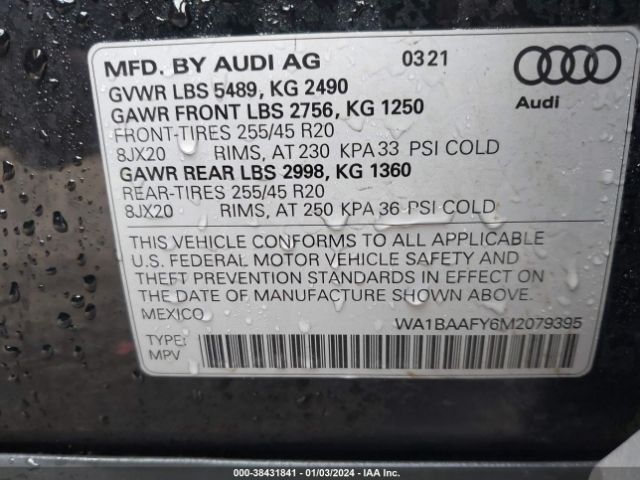 MFD. BY AUDI AG 0321
GVWR LBS 5489, KG 2490
GAWR FRONT LBS 2756, KG 1250
FRONT-TIRES 255/45 R20
8JX20 RIMS, AT 230 KPA 33 PSI COLD
GAWR REAR LBS 2998, KG 1360
REAR-TIRES 255/45 R20
8JX20 RIMS, AT 250 KPA 36 PSI COLD
Audi
THIS VEHICLE CONFORMS TO ALL APPLICABLE
U.S. FEDERAL MOTOR VEHICLE SAFETY AND
THEFT PREVENTION STANDARDS IN EFFECT ON
THE DATE OF MANUFACTURE SHOWN ABOVE.
MEXICO
WA1BAAFY6M2079395
TYPE:
MPV
000-38431841 - 01/03/2024 - IAA Inc.